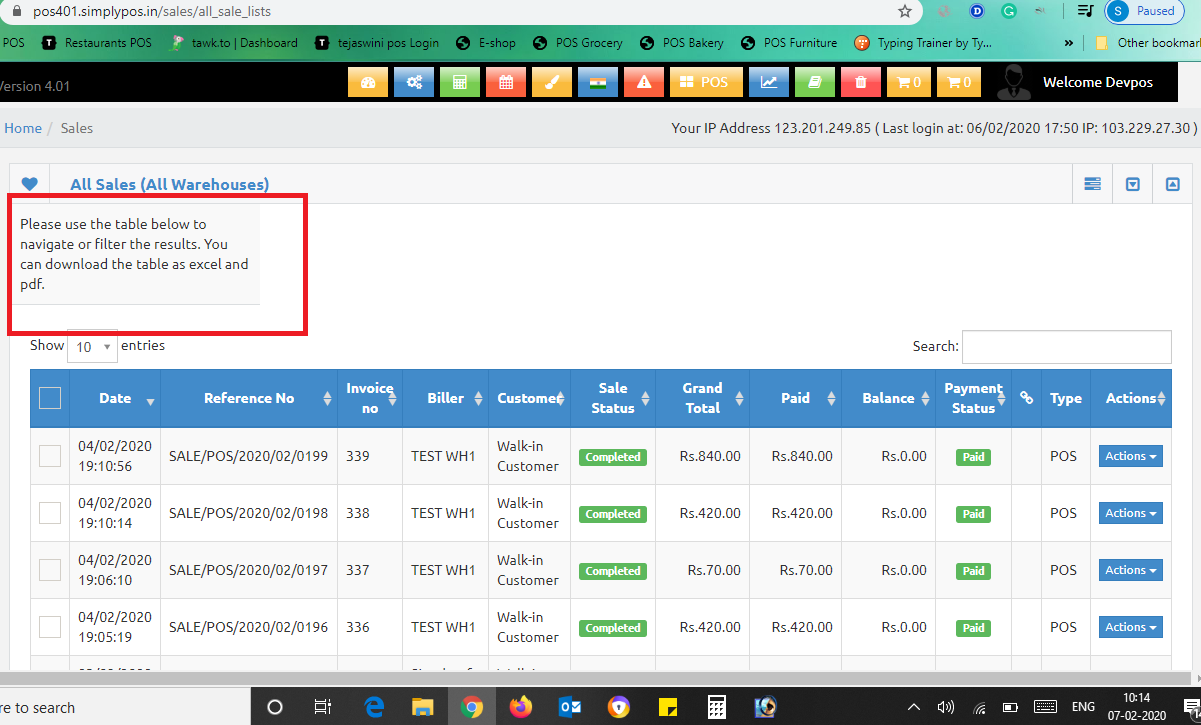 pos401.simplypos.in/sales/all_sale_lists
S Paused
POS Restaurants POS tawk.to | Dashboard tejaswini pos Login E-shop POS Grocery POS Bakery POS Furniture Typing Trainer by Ty... » Other bookmar
Version 4.01 POS 0 0 Welcome Devpos
Home / Sales Your IP Address 123.201.249.85 ( Last login at: 06/02/2020 17:50 IP: 103.229.27.30 )
All Sales (All Warehouses)
Please use the table below to
navigate or filter the results. You
can download the table as excel and
pdf.
Show 10 entries Search:
Date Reference No Invoice no Biller Customer Sale Status Grand Total Paid Balance Payment Status Type Actions
04/02/2020 19:10:56 SALE/POS/2020/02/0199 339 TEST WH1 Walk-in Customer Completed Rs.840.00 Rs.840.00 Rs.0.00 Paid POS Actions
04/02/2020 19:10:14 SALE/POS/2020/02/0198 338 TEST WH1 Walk-in Customer Completed Rs.420.00 Rs.420.00 Rs.0.00 Paid POS Actions
04/02/2020 19:06:10 SALE/POS/2020/02/0197 337 TEST WH1 Walk-in Customer Completed Rs.70.00 Rs.70.00 Rs.0.00 Paid POS Actions
04/02/2020 19:05:19 SALE/POS/2020/02/0196 336 TEST WH1 Walk-in Customer Completed Rs.420.00 Rs.420.00 Rs.0.00 Paid POS Actions
re to search ENG 10:14
07-02-2020